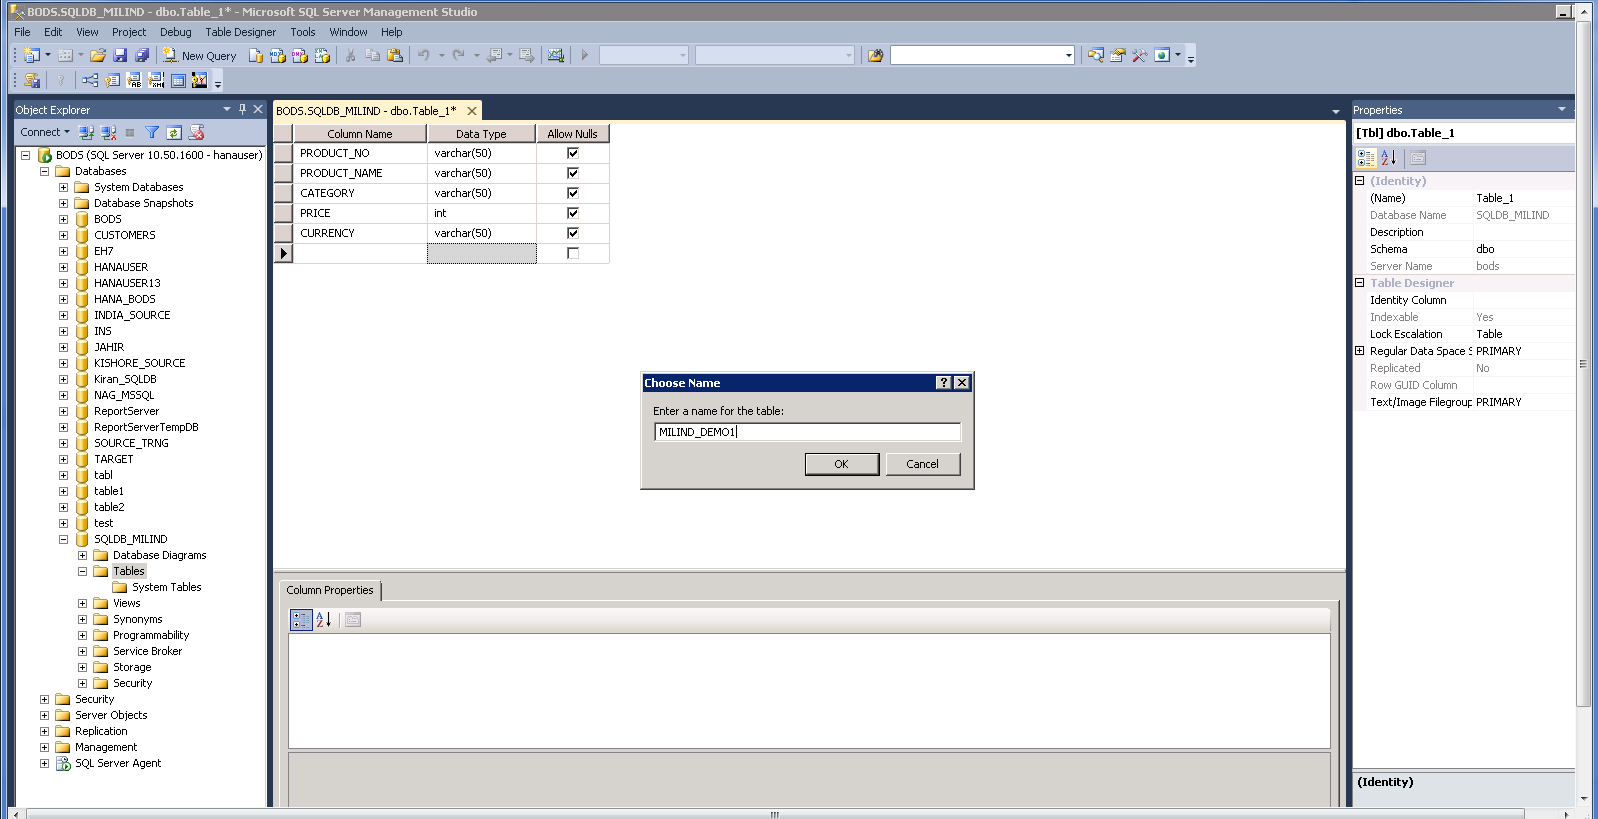 BODS.SQLDB_MILIND - dbo.Table_1* - Microsoft SQL Server Management Studio
File Edit View Project Debug Table Designer Tools Window Help
New Query
Object Explorer
Connect
BODS (SQL Server 10.50.1600 - hanauser)
Databases
System Databases
Database Snapshots
BODS
CUSTOMERS
EH7
HANAUSER
HANAUSER13
HANA_BODS
INDIA_SOURCE
INS
JAHIR
KISHORE_SOURCE
Kiran_SQLDB
NAG_MSSQL
ReportServer
ReportServerTempDB
SOURCE_TRNG
TARGET
tabl
table1
table2
test
SQLDB_MILIND
Database Diagrams
Tables
System Tables
Views
Synonyms
Programmability
Service Broker
Storage
Security
Security
Server Objects
Replication
Management
SQL Server Agent
BODS.SQLDB_MILIND - dbo.Table_1*
Column Name Data Type Allow Nulls
PRODUCT_NO varchar(50)
PRODUCT_NAME varchar(50)
CATEGORY varchar(50)
PRICE int
CURRENCY varchar(50)
Choose Name
Enter a name for the table:
MILIND_DEMO1
OK Cancel
Column Properties
Properties
[Tbl] dbo.Table_1
(Identity)
(Name) Table_1
Database Name SQLDB_MILIND
Description
Schema dbo
Server Name bods
Table Designer
Identity Column
Indexable Yes
Lock Escalation Table
Regular Data Space S PRIMARY
Replicated No
Row GUID Column
Text/Image Filegroup PRIMARY
(Identity)